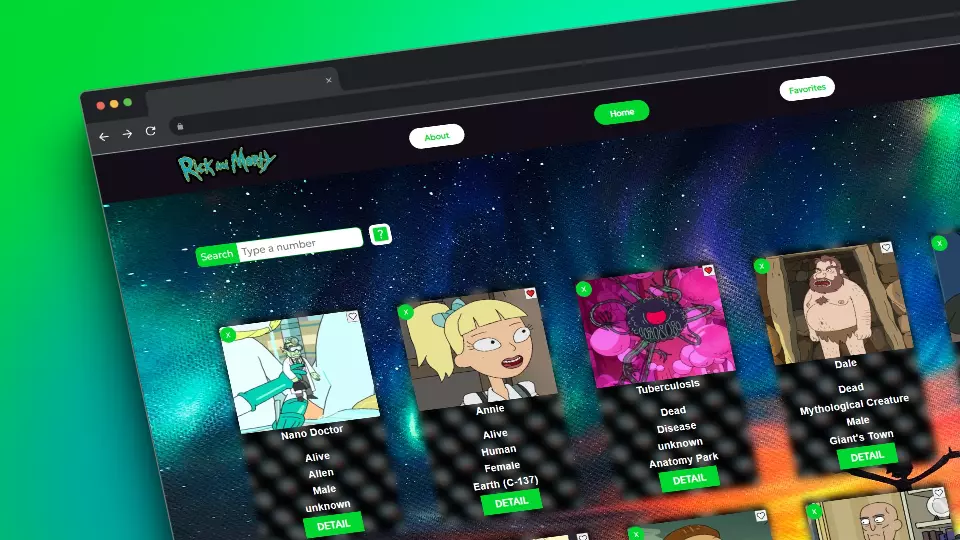 About
Home
Favorites
Rick and Morty
Search
Type a number
?
x
Nano Doctor
Alive
Alien
Male
unknown
DETAIL
x
Annie
Alive
Human
Female
Earth (C-137)
DETAIL
x
Tuberculosis
Dead
Disease
unknown
Anatomy Park
DETAIL
x
Dale
Dead
Mythological Creature
Male
Giant's Town
DETAIL
x
x
x